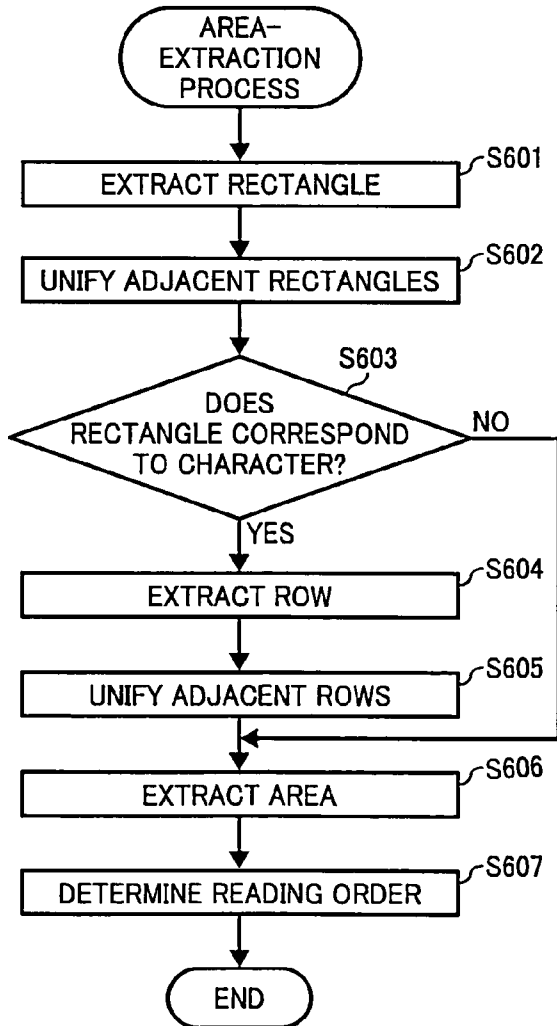 AREA-
EXTRACTION
PROCESS
S601
EXTRACT RECTANGLE
S602
UNIFY ADJACENT RECTANGLES
S603
DOES
RECTANGLE CORRESPOND
TO CHARACTER?
NO
YES
S604
EXTRACT ROW
S605
UNIFY ADJACENT ROWS
S606
EXTRACT AREA
S607
DETERMINE READING ORDER
END